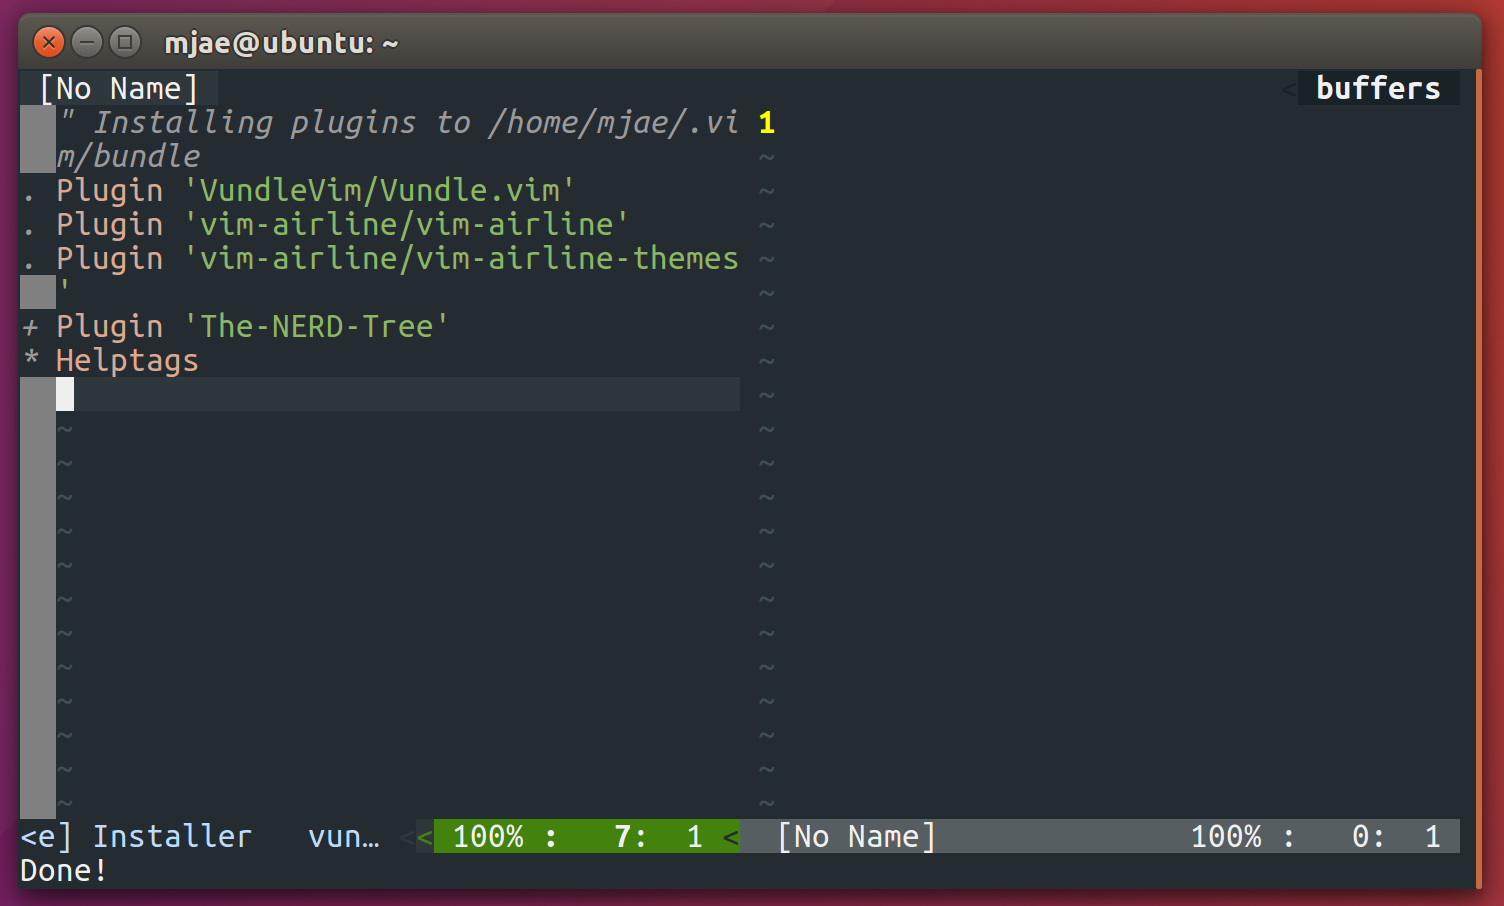 mjae@ubuntu: ~
[No Name] < buffers
" Installing plugins to /home/mjae/.vi 1
m/bundle ~
. Plugin 'VundleVim/Vundle.vim' ~
. Plugin 'vim-airline/vim-airline' ~
. Plugin 'vim-airline/vim-airline-themes ~
' ~
+ Plugin 'The-NERD-Tree' ~
* Helptags ~
~
~ ~
~ ~
~ ~
~ ~
~ ~
~ ~
~ ~
~ ~
~ ~
~ ~
~ ~
~ ~
<e] Installer vun… << 100% : 7: 1 < [No Name] 100% : 0: 1
Done!